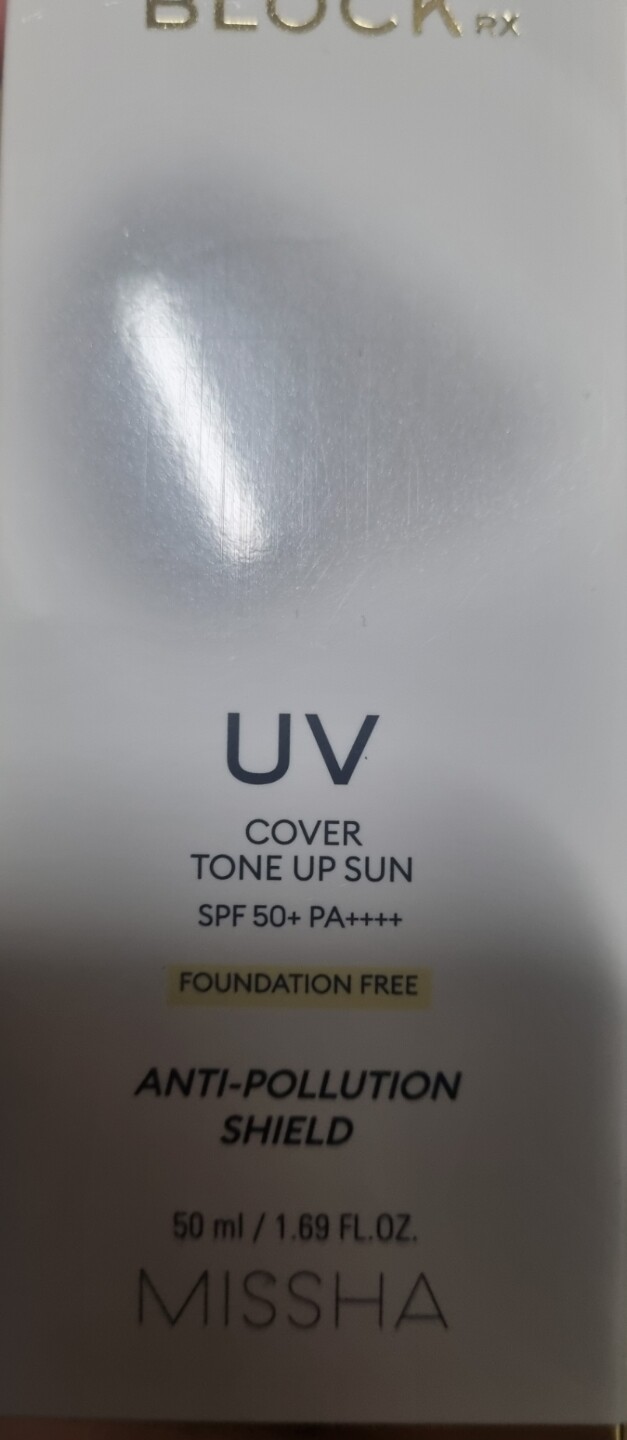 BLOCK RX
UV
COVER
TONE UP SUN
SPF 50+ PA++++
FOUNDATION FREE
ANTI-POLLUTION
SHIELD
50 ml / 1.69 FL.OZ.
MISSHA